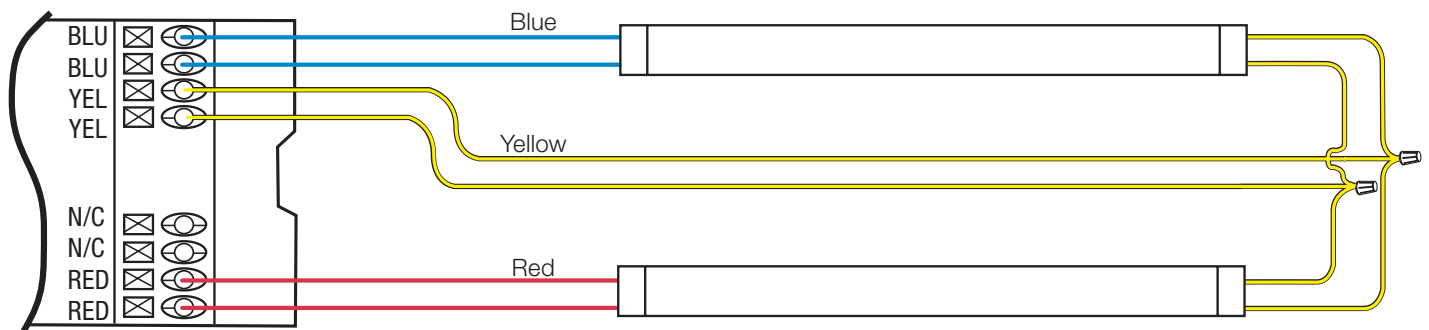 BLU
BLU
YEL
YEL
N/C
N/C
RED
RED
Blue
Yellow
Red